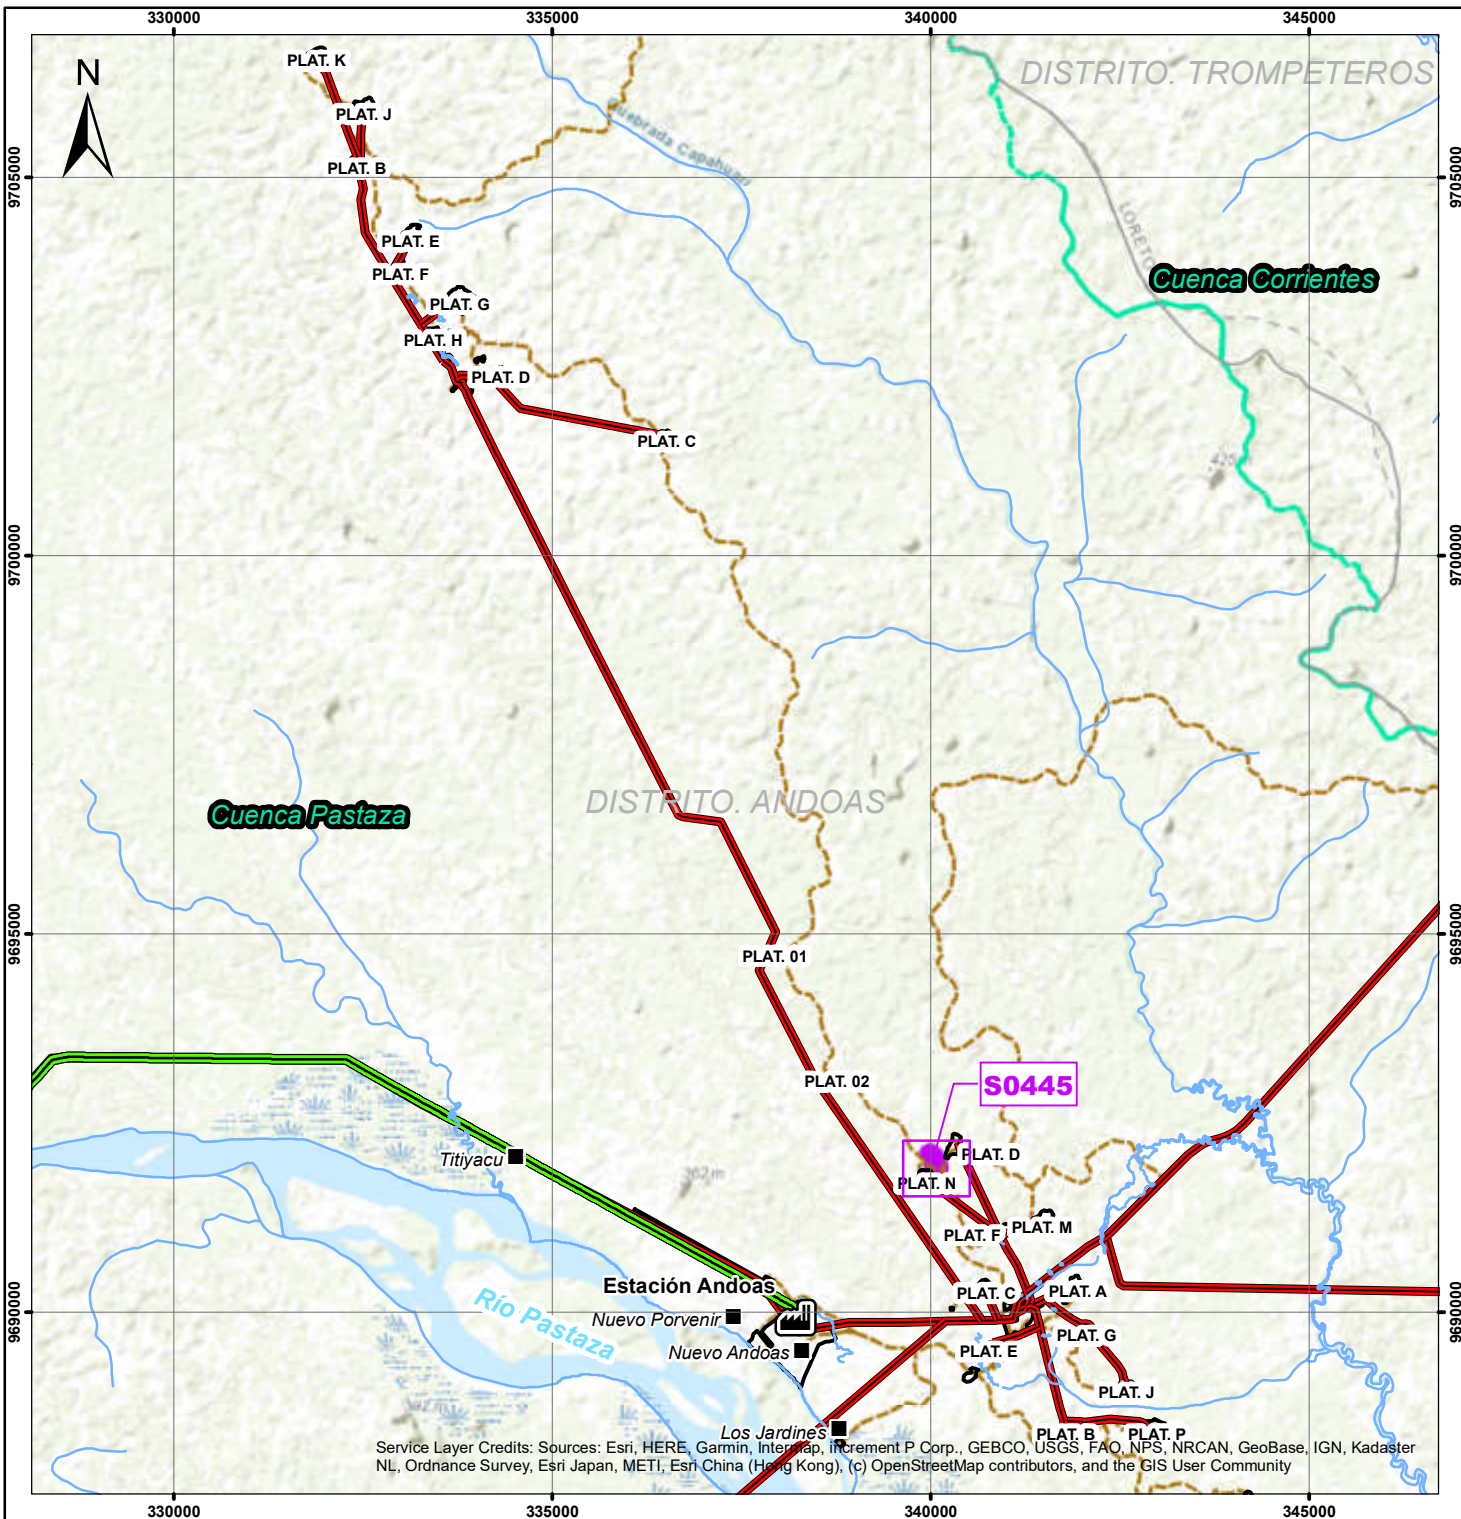 330000
335000
340000
345000
PLAT. K
N
DISTRITO. TROMPETEROS
PLAT. J
Quebrada Capahuari
PLAT. B
9705000
9705000
LORETO
PLAT. E
PLAT. F
Cuenca Corrientes
PLAT. G
PLAT. H
PLAT. D
PLAT. C
9700000
9700000
DISTRITO. ANDOAS
Cuenca Pastaza
9695000
9695000
PLAT. 01
PLAT. 02
S0445
Titiyacu
PLAT. D
362 m
PLAT. N
PLAT. M
PLAT. F
Estación Andoas
PLAT. C
PLAT. A
Río Pastaza
Nuevo Porvenir
9690000
9690000
PLAT. G
Nuevo Andoas
PLAT. E
PLAT. J
Los Jardines
PLAT. B
PLAT. P
Service Layer Credits: Sources: Esri, HERE, Garmin, Intermap, increment P Corp., GEBCO, USGS, FAO, NPS, NRCAN, GeoBase, IGN, Kadaster
NL, Ordnance Survey, Esri Japan, METI, Esri China (Hong Kong), (c) OpenStreetMap contributors, and the GIS User Community
330000
335000
340000
345000